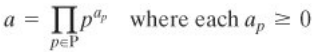 a = ∏_{p∈P} p^{a_p} where each a_p ≥ 0